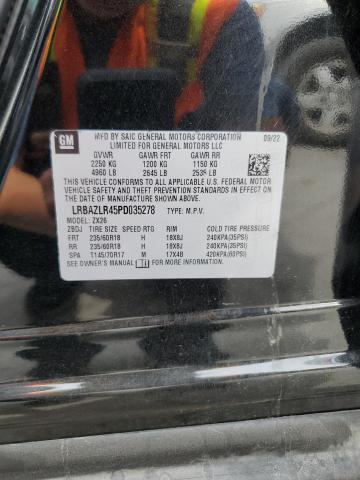 GM
MFD BY SAIC GENERAL MOTORS CORPORATION 09/22
LIMITED FOR GENERAL MOTORS LLC
GVWR GAWR FRT GAWR RR
2250 KG 1200 KG 1150 KG
4960 LB 2645 LB 2535 LB
THIS VEHICLE CONFORMS TO ALL APPLICABLE U.S. FEDERAL MOTOR
VEHICLE SAFETY AND THEFT PREVENTION STANDARDS IN EFFECT ON
THE DATE OF MANUFACTURE SHOWN ABOVE.
LRBAZLR45PD035278 TYPE: M.P.V.
MODEL: ZX26
ZBDJ TIRE SIZE SPEED RTG RIM COLD TIRE PRESSURE
FRT 235/60R18 H 18X8J 240KPA(35PSI)
RR 235/60R18 H 18X8J 240KPA(35PSI)
SPA T145/70R17 M 17X4B 420KPA(60PSI)
SEE OWNER'S MANUAL FOR ADDITIONAL INFORMATION.